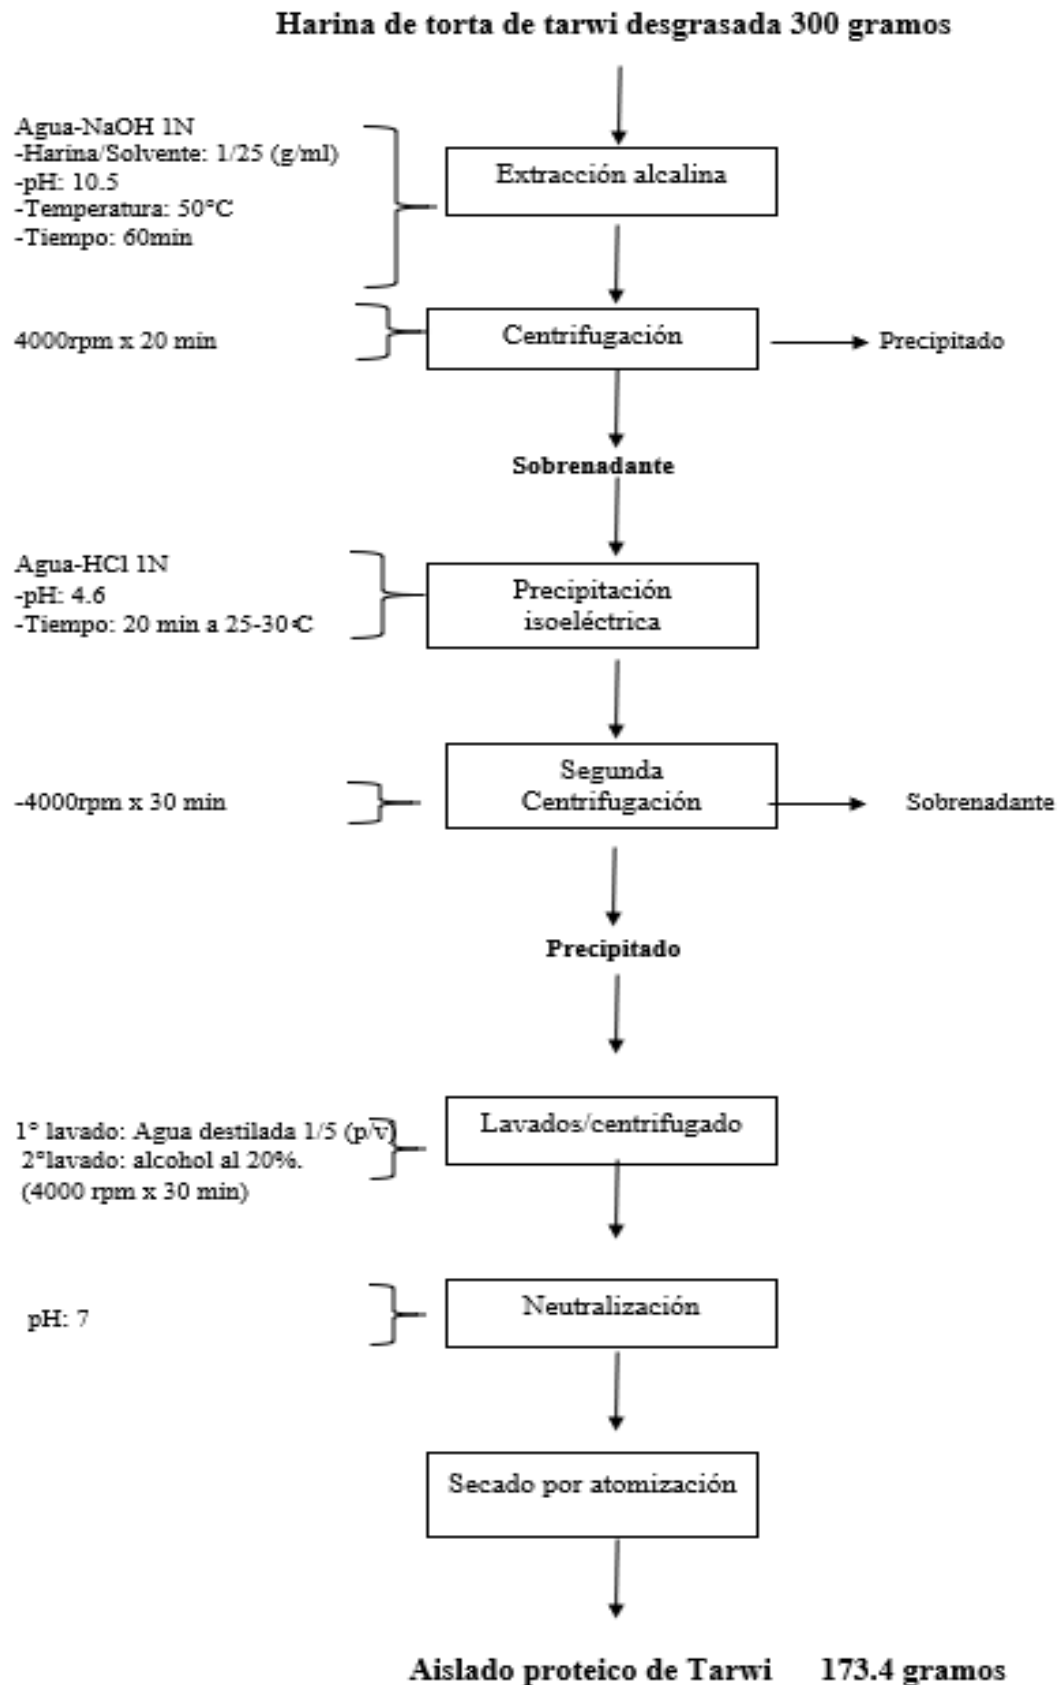 Harina de torta de tarwi desgrasada 300 gramos
Agua-NaOH 1N
-Harina/Solvente: 1/25 (g/ml)
-pH: 10.5
-Temperatura: 50°C
-Tiempo: 60min
Extracción alcalina
4000rpm x 20 min
Centrifugación
Precipitado
Sobrenadante
Agua-HCl 1N
-pH: 4.6
-Tiempo: 20 min a 25-30°C
Precipitación
isoeléctrica
-4000rpm x 30 min
Segunda
Centrifugación
Sobrenadante
Precipitado
1° lavado: Agua destilada 1/5 (p/v)
2°lavado: alcohol al 20%.
(4000 rpm x 30 min)
Lavados/centrifugado
pH: 7
Neutralización
Secado por atomización
Aislado proteico de Tarwi 173.4 gramos